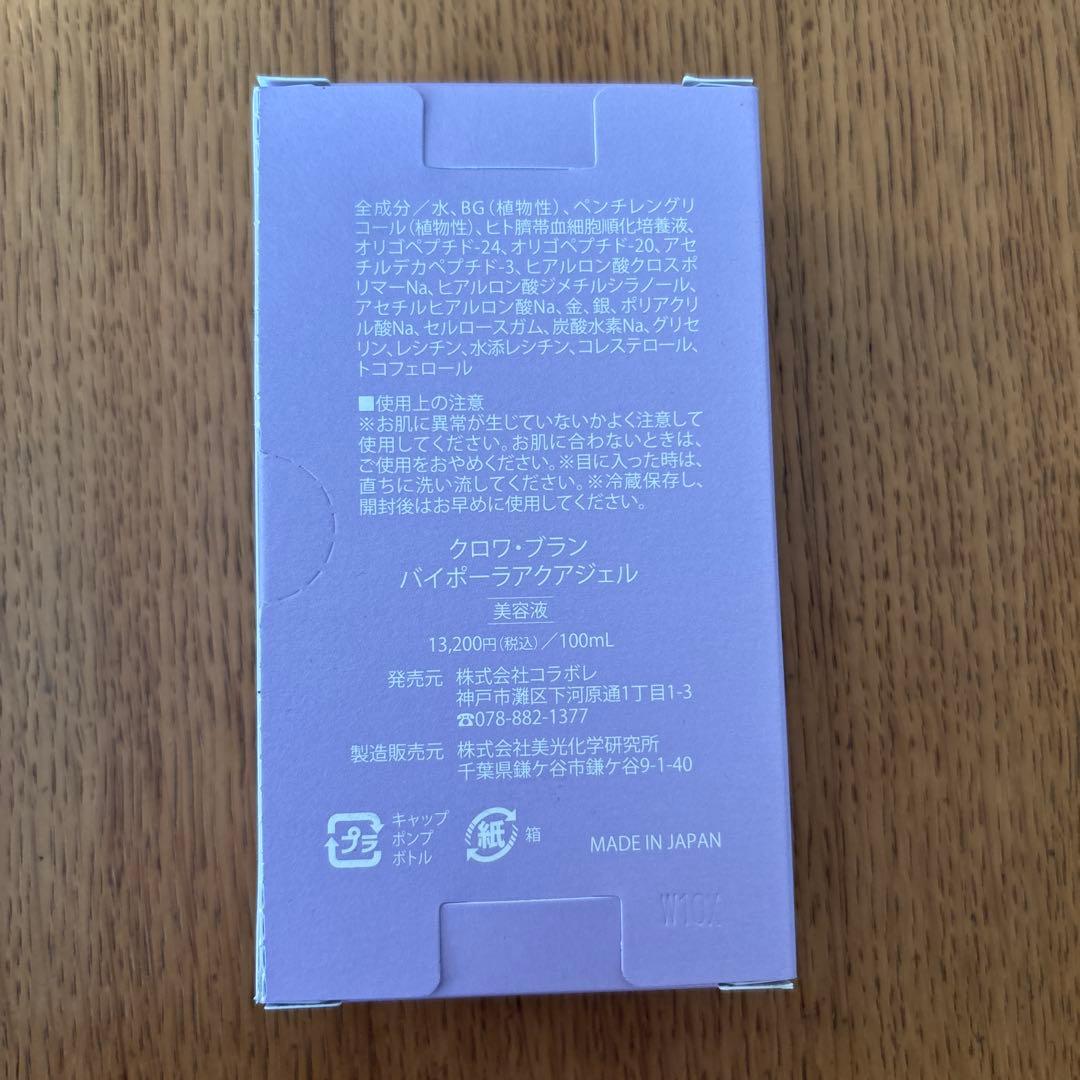 全成分／水、BG(植物性)、ペンチレングリ
コール(植物性)、ヒト臍帯血細胞順化培養液、
オリゴペプチド-24、オリゴペプチド-20、アセ
チルデカペプチド-3、ヒアルロン酸クロスポ
リマーNa、ヒアルロン酸ジメチルシラノール、
アセチルヒアルロン酸Na、金、銀、ポリアクリ
ル酸Na、セルロースガム、炭酸水素Na、グリセ
リン、レシチン、水添レシチン、コレステロール、
トコフェロール
■使用上の注意
※お肌に異常が生じていないかよく注意して
使用してください。お肌に合わないときは、
ご使用をおやめください。※目に入った時は、
直ちに洗い流してください。※冷蔵保存し、
開封後はお早めに使用してください。
クロワ・ブラン
バイポーラアクアジェル
美容液
13,200円(税込)／100mL
発売元 株式会社コラボレ
神戸市灘区下河原通1丁目1-3
☎078-882-1377
製造販売元 株式会社美光化学研究所
千葉県鎌ケ谷市鎌ケ谷9-1-40
プラ
キャップ
ポンプ
ボトル
紙
箱
MADE IN JAPAN
W10X